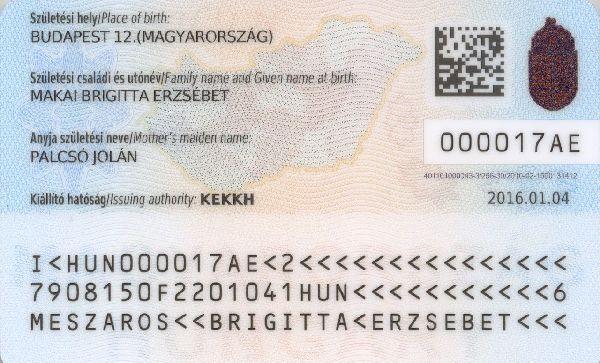 Születési hely/Place of birth:
BUDAPEST 12.(MAGYARORSZÁG)
Születési családi és utónév/Family name and Given name at birth:
MAKAI BRIGITTA ERZSÉBET
Anyja születési neve/Mother's maiden name:
PALCSÓ JOLÁN
000017AE
Kiállító hatóság/Issuing authority: KEKKH
2016.01.04
I<HUN000017AE<2<<<<<<<<<<<<<<<
7908150F2201041HUN<<<<<<<<<<<6
MESZAROS<<BRIGITTA<ERZSEBET<<<